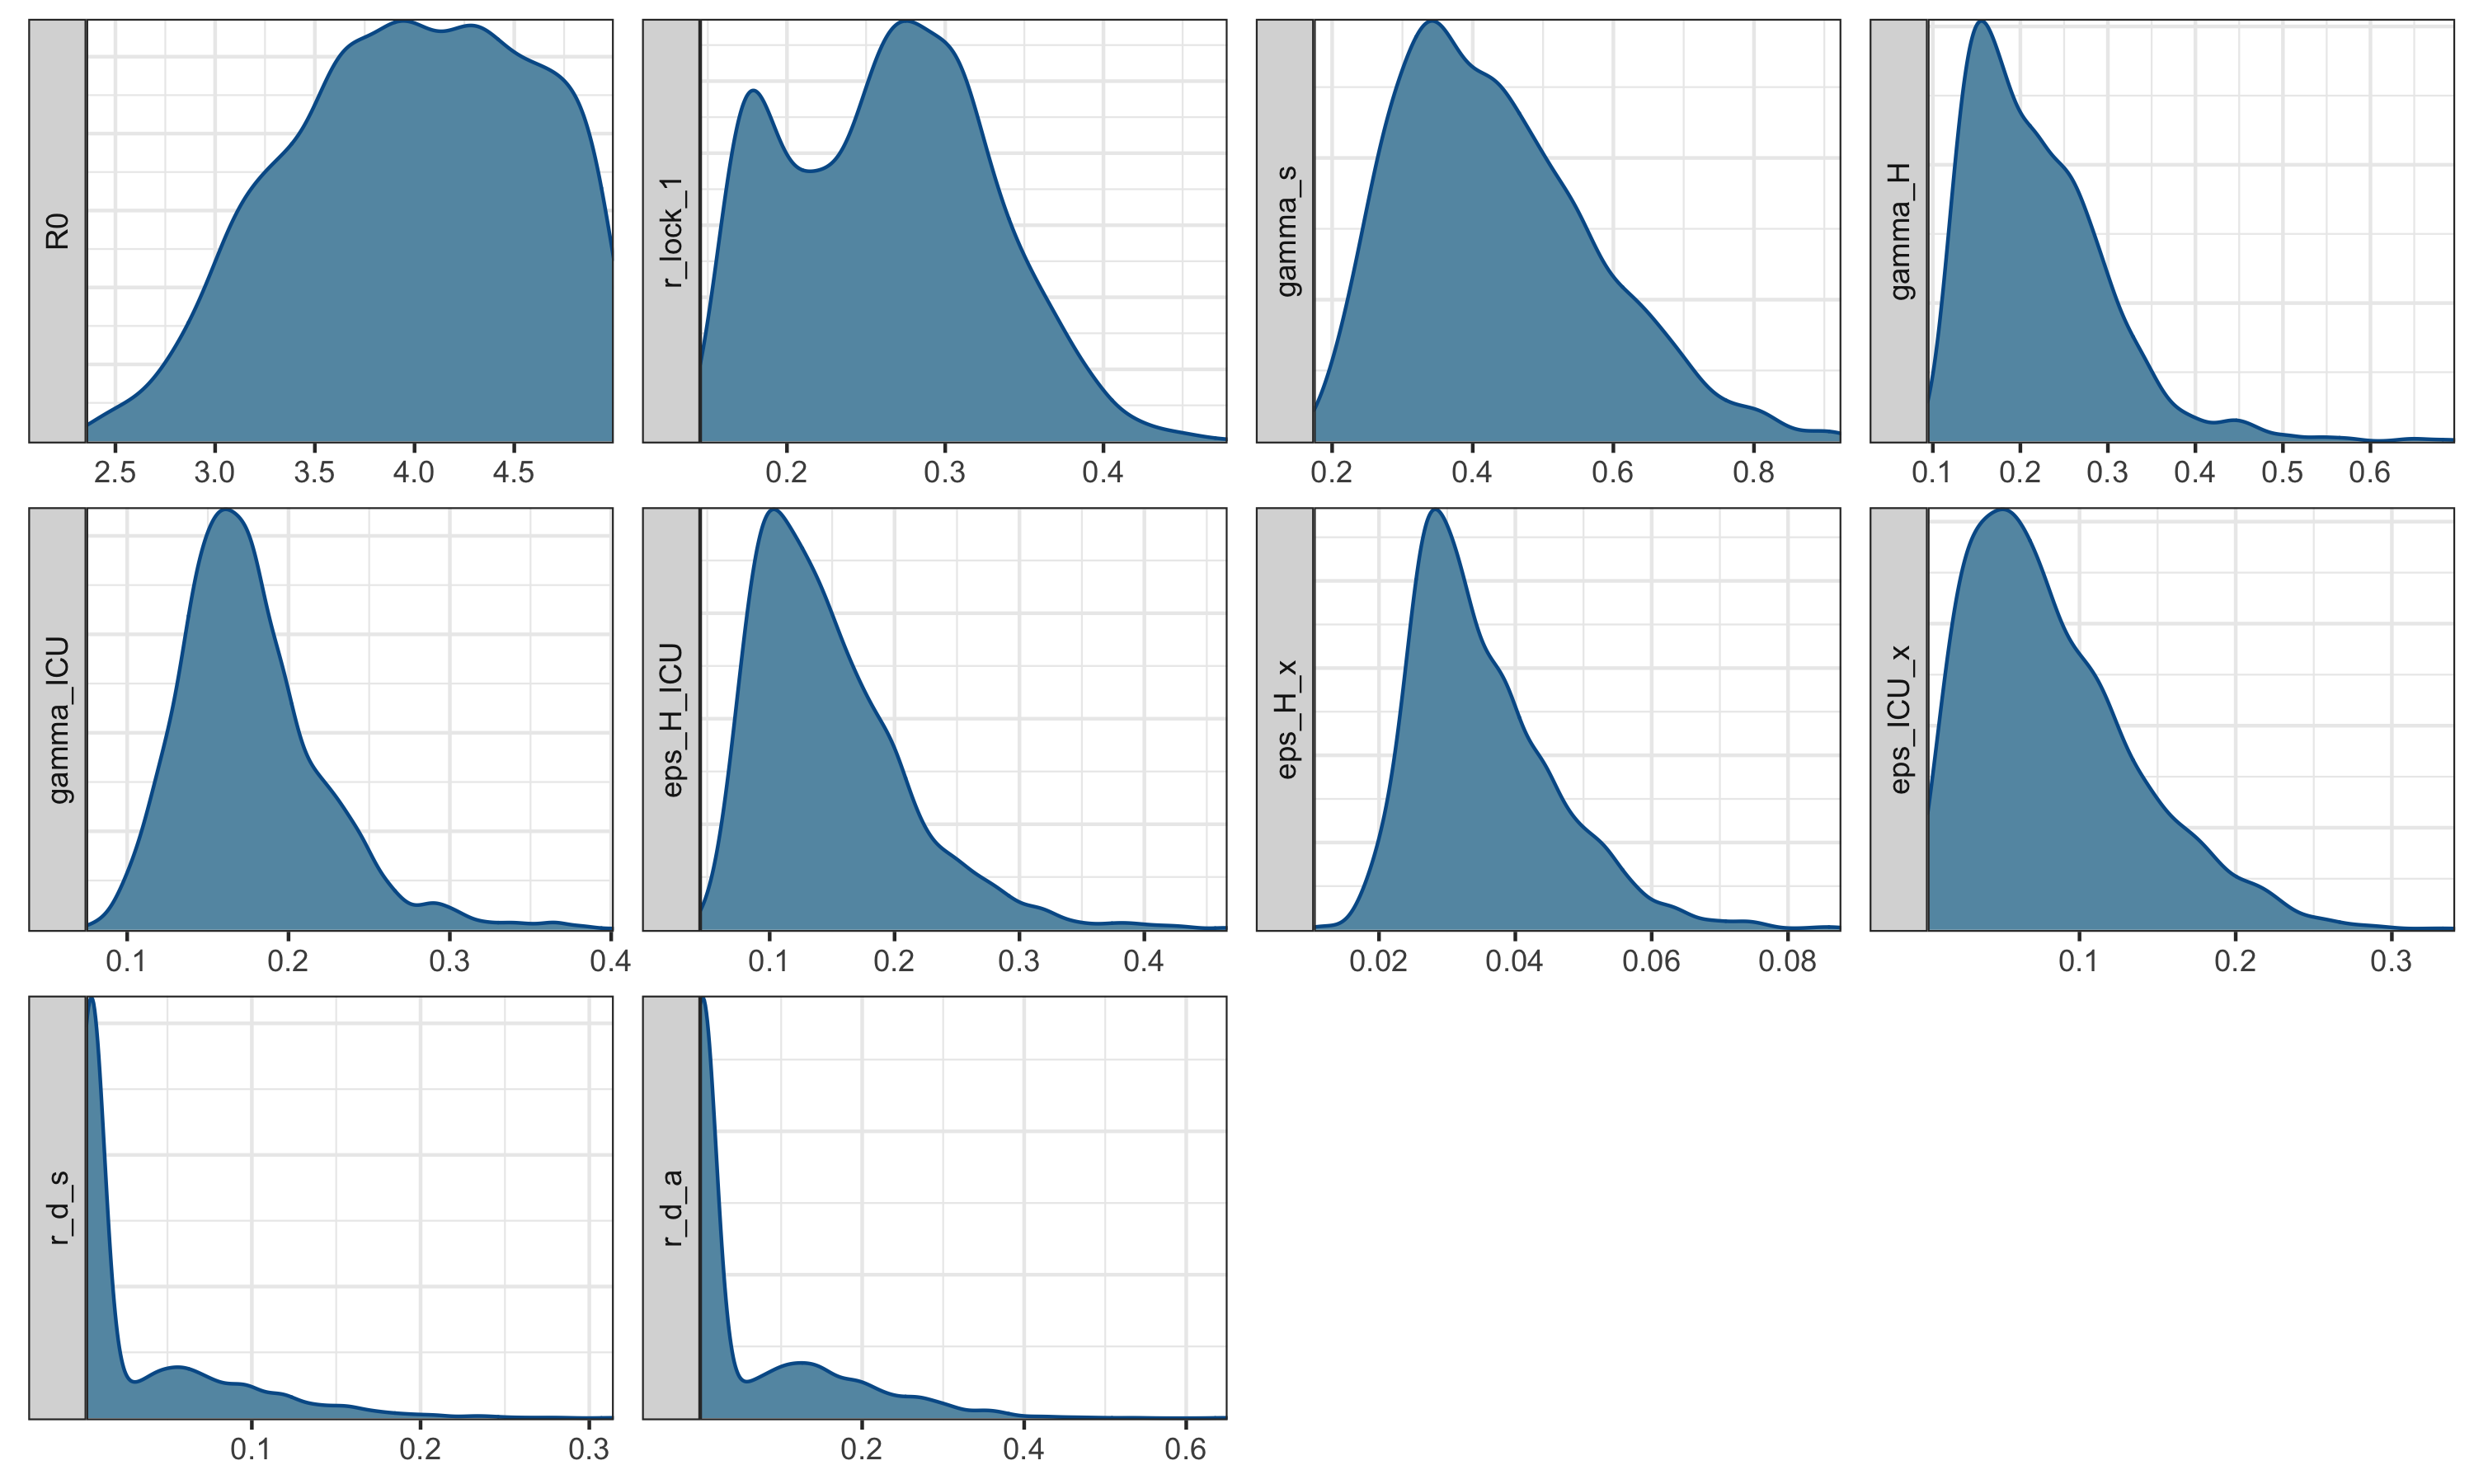 R0
2.5 3.0 3.5 4.0 4.5
r_lock_1
0.2 0.3 0.4
gamma_s
0.2 0.4 0.6 0.8
gamma_H
0.1 0.2 0.3 0.4 0.5 0.6
gamma_ICU
0.1 0.2 0.3 0.4
eps_H_ICU
0.1 0.2 0.3 0.4
eps_H_x
0.02 0.04 0.06 0.08
eps_ICU_x
0.1 0.2 0.3
r_d_s
0.1 0.2 0.3
r_d_a
0.2 0.4 0.6